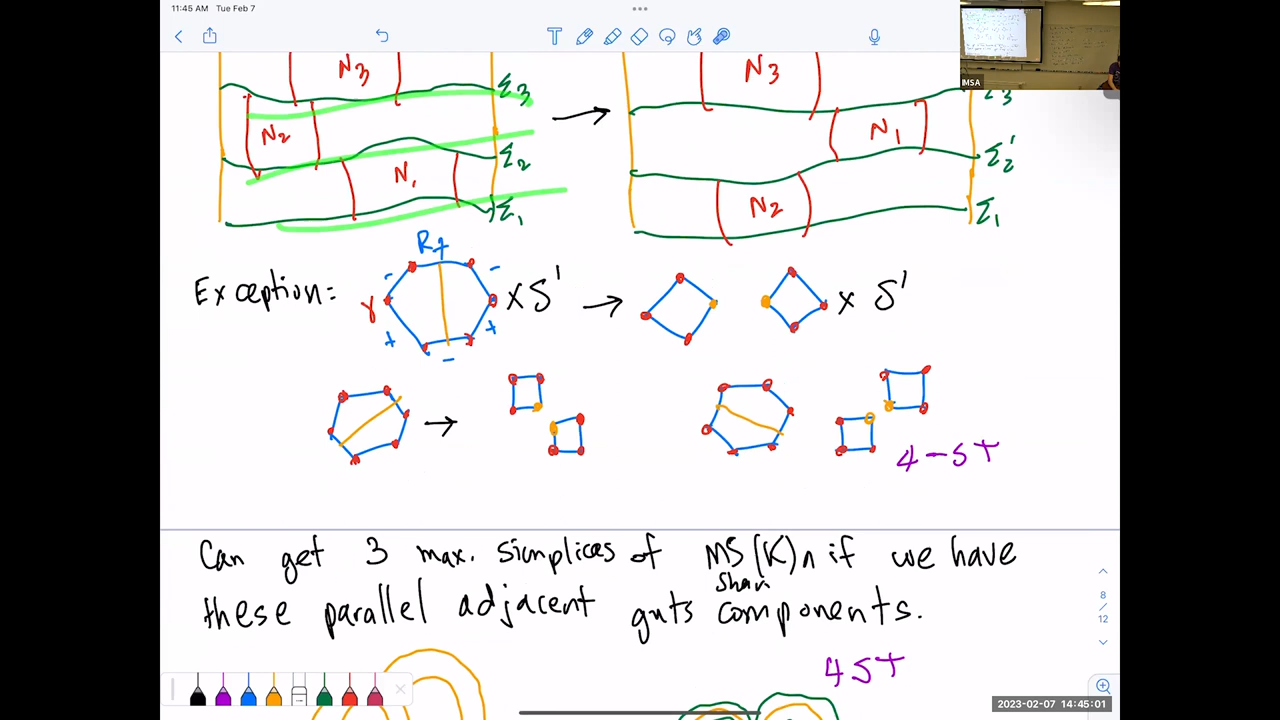 11:45 AM Tue Feb 7
IMSA
N3 N3
Σ3 Σ3
N2 N1
Σ2 Σ2'
N1 N2
Σ1 Σ1
R+
Exception: γ - - + + - × S' → × S'
→
4-ST
Can get 3 max. simplices of MS(K)n if we have
shar
these parallel adjacent guts components.
4ST
8
/
12
2023-02-07 14:45:01